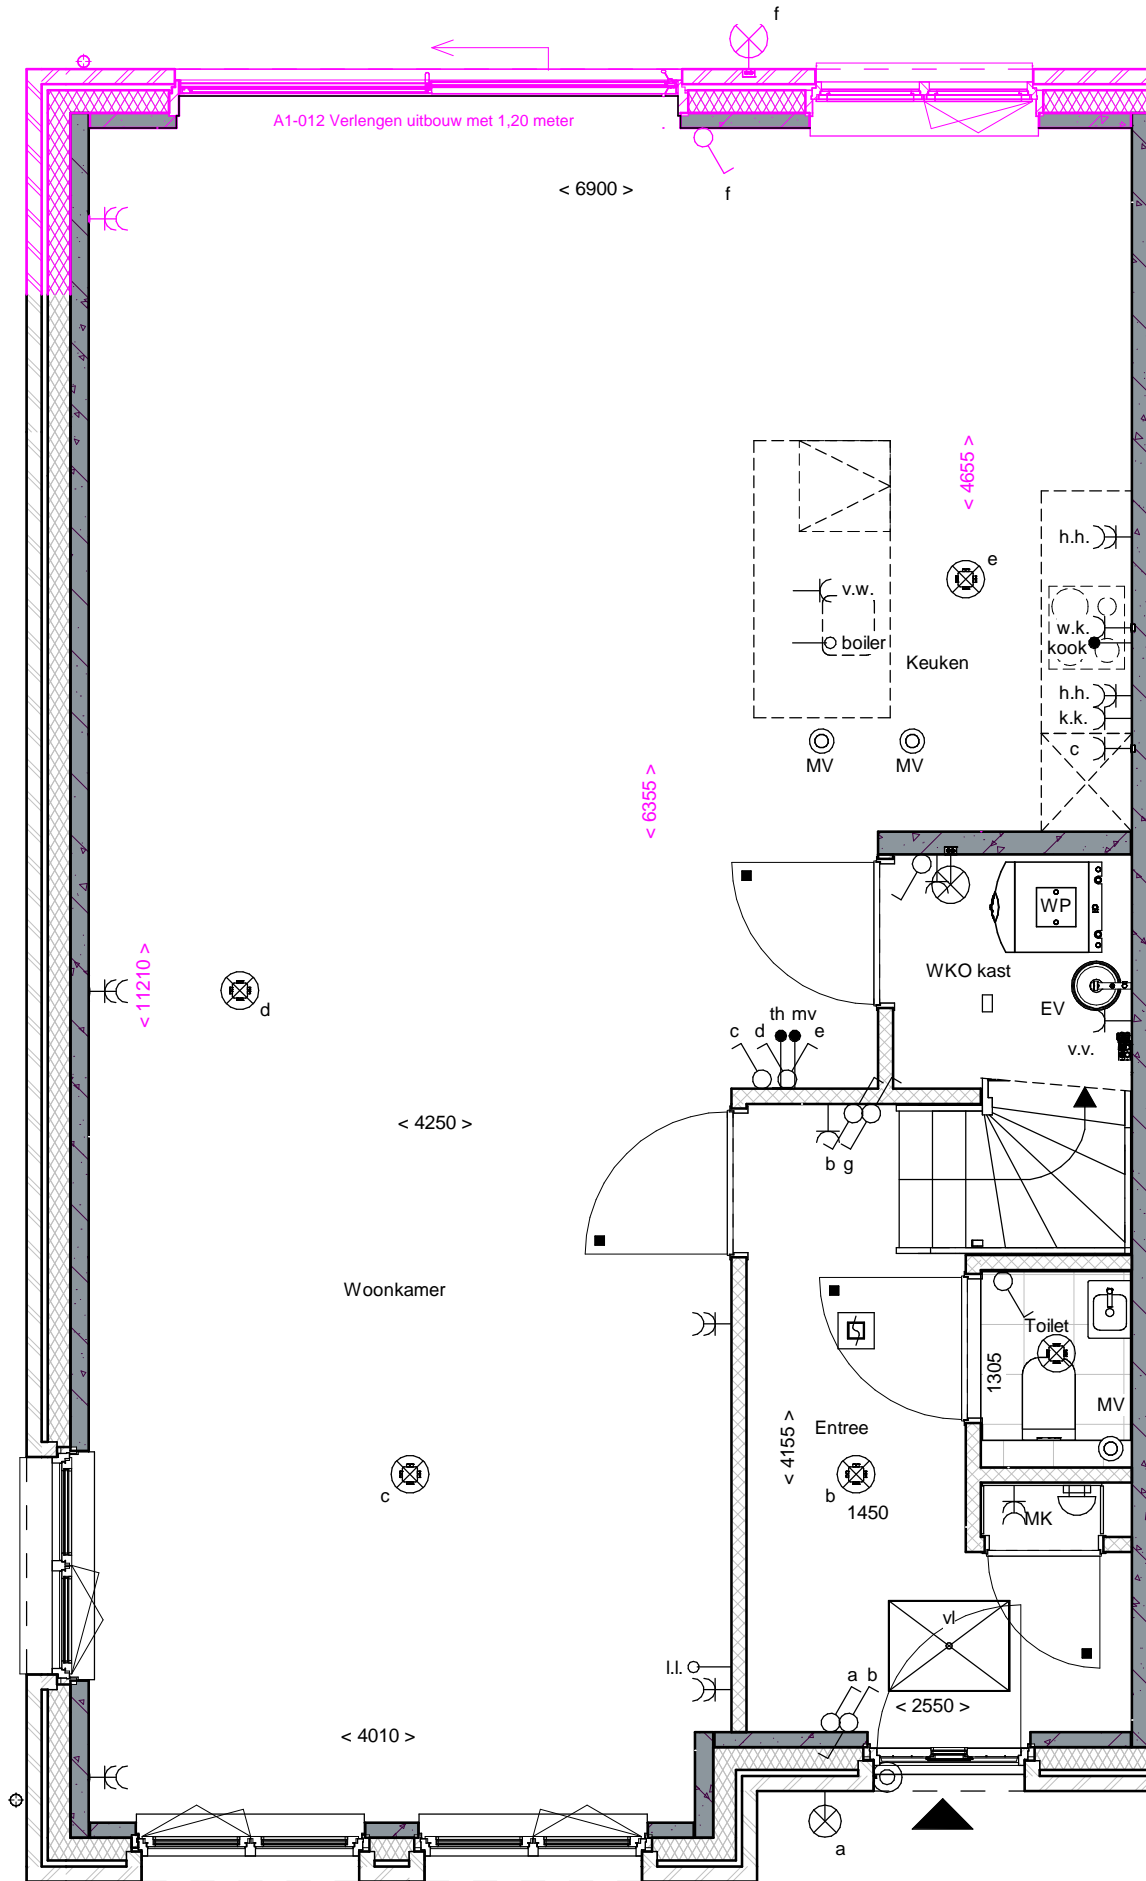 f
A1-012 Verlengen uitbouw met 1,20 meter
f
< 6900 >
< 4655 >
h.h.
e
v.w.
w.k.
boiler
kook
Keuken
h.h.
k.k.
c
MV
MV
< 6355 >
WP
WKO kast
< 11210 >
EV
d
th mv
c d e
v.v.
< 4250 >
b g
Woonkamer
Toilet
1305
MV
Entree
< 4155 >
c
b
1450
MK
vl
l.l.
a b
< 2550 >
< 4010 >
a